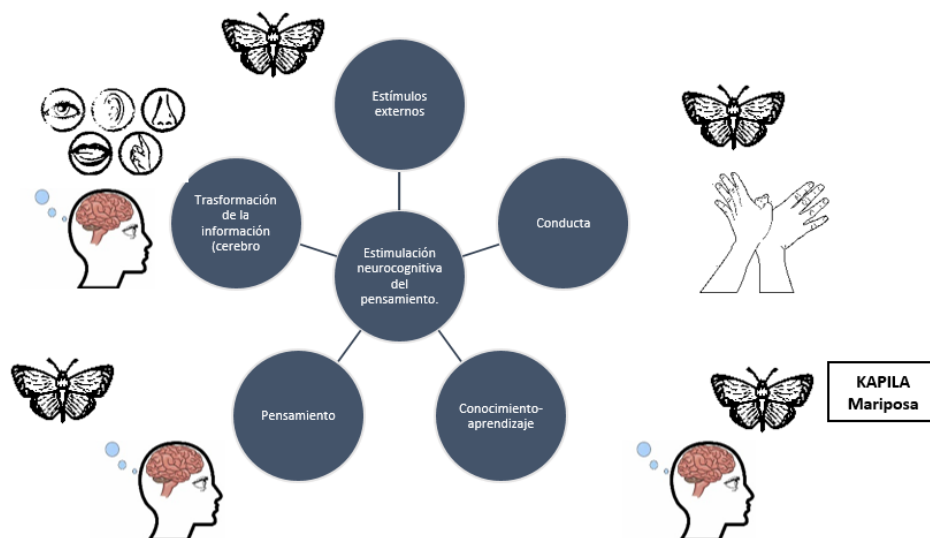 Estímulos
externos
Trasformación
de la
información
(cerebro
Conducta
Estimulación
neurocognitiva
del
pensamiento.
Pensamiento
Conocimiento-
aprendizaje
KAPILA
Mariposa